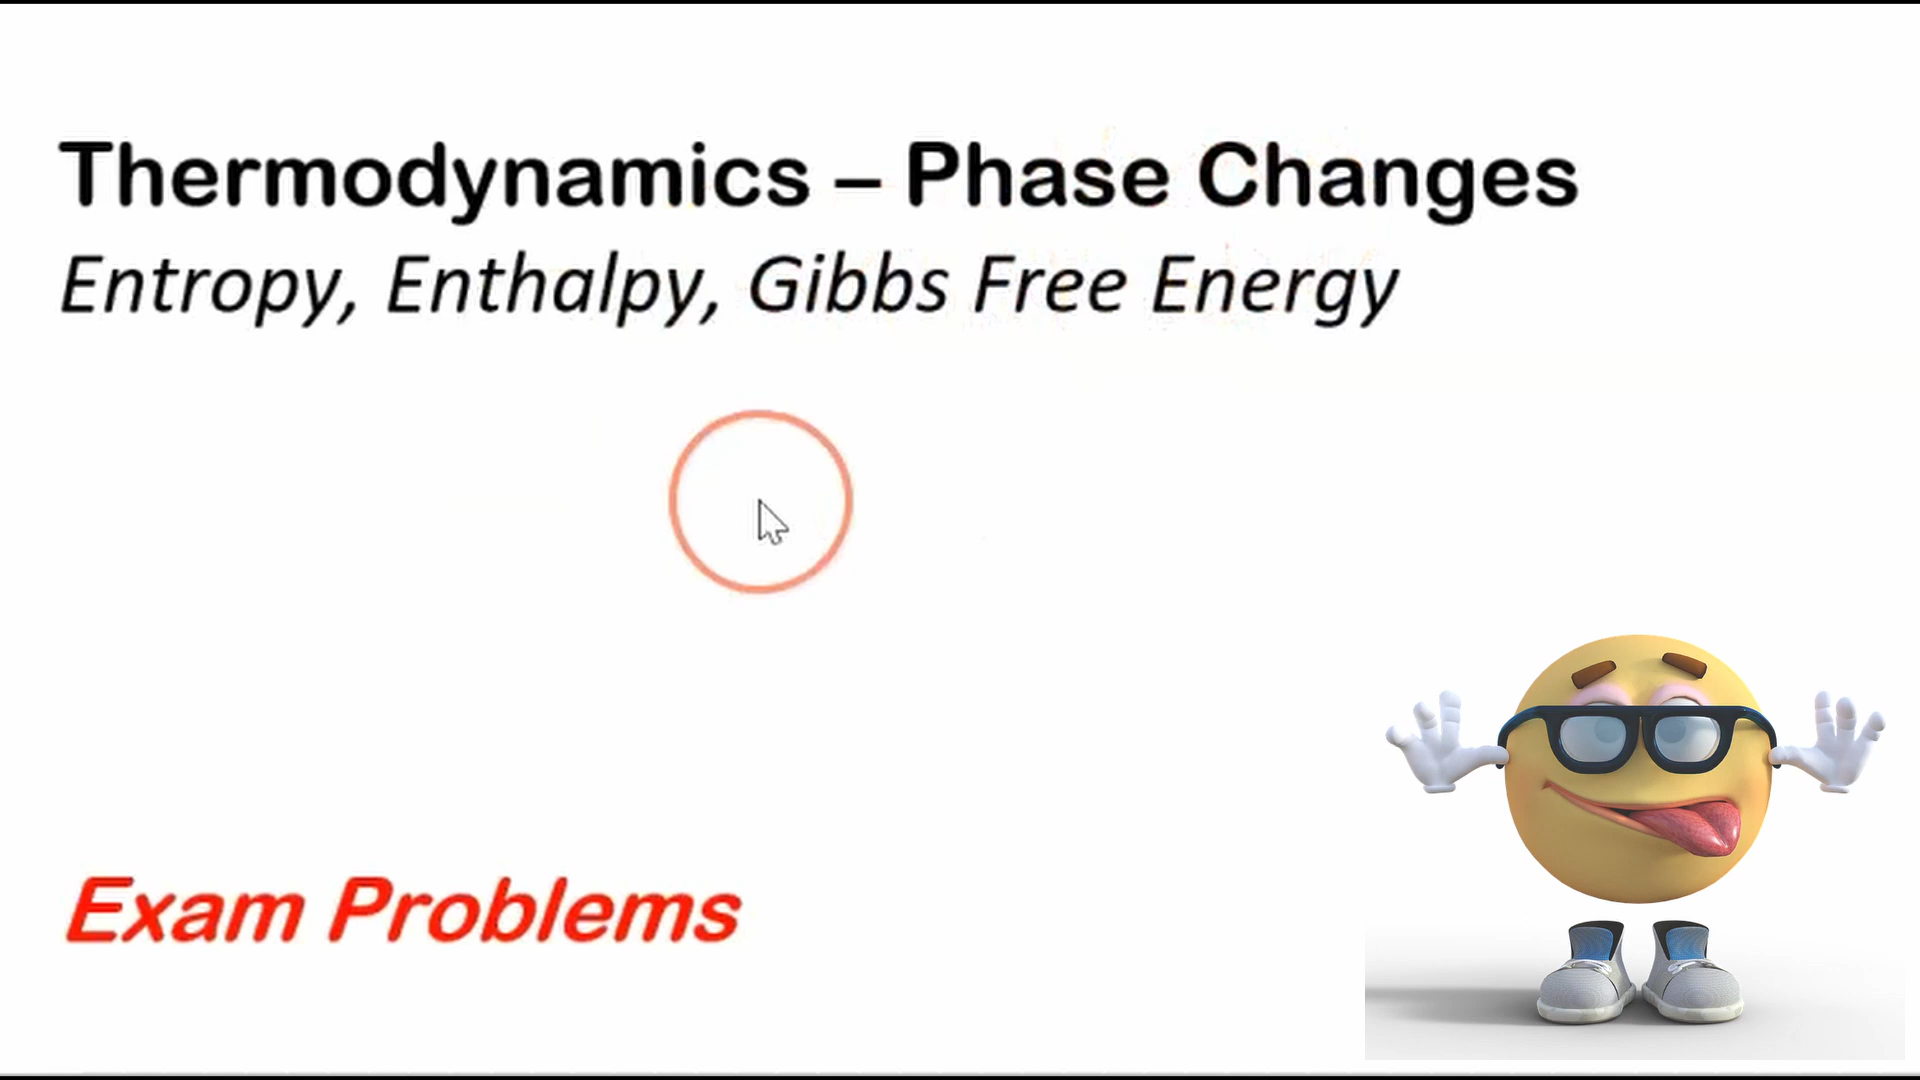 Thermodynamics – Phase Changes
Entropy, Enthalpy, Gibbs Free Energy
Exam Problems